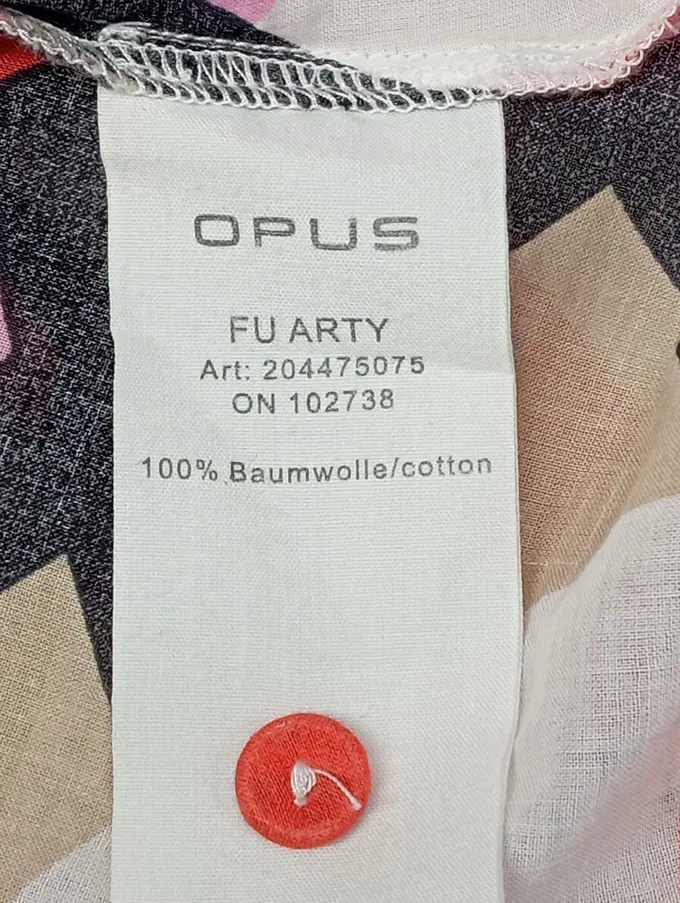 OPUS
FU ARTY
Art: 204475075
ON 102738
100% Baumwolle/cotton